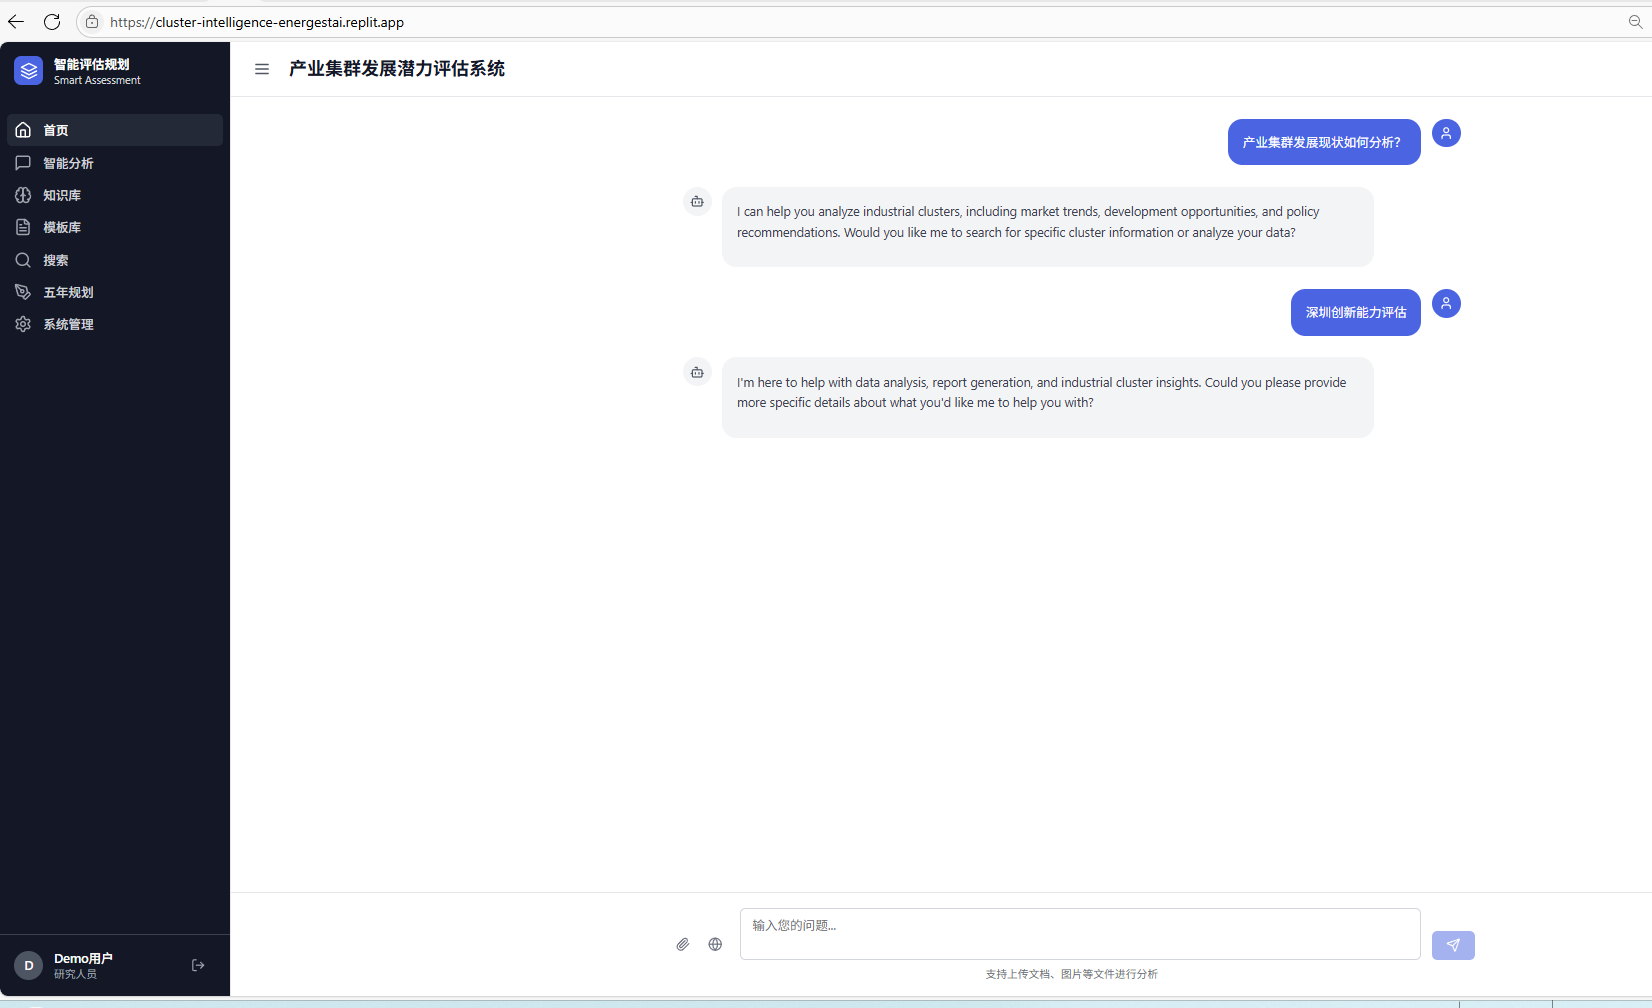 https://cluster-intelligence-energestai.replit.app
智能评估规划
Smart Assessment
首页
智能分析
知识库
模板库
搜索
五年规划
系统管理
Demo用户
D
研究人员
产业集群发展潜力评估系统
产业集群发展现状如何分析?
I can help you analyze industrial clusters, including market trends, development opportunities, and policy
recommendations. Would you like me to search for specific cluster information or analyze your data?
深圳创新能力评估
I'm here to help with data analysis, report generation, and industrial cluster insights. Could you please provide
more specific details about what you'd like me to help you with?
输入您的问题...
支持上传文档、图片等文件进行分析